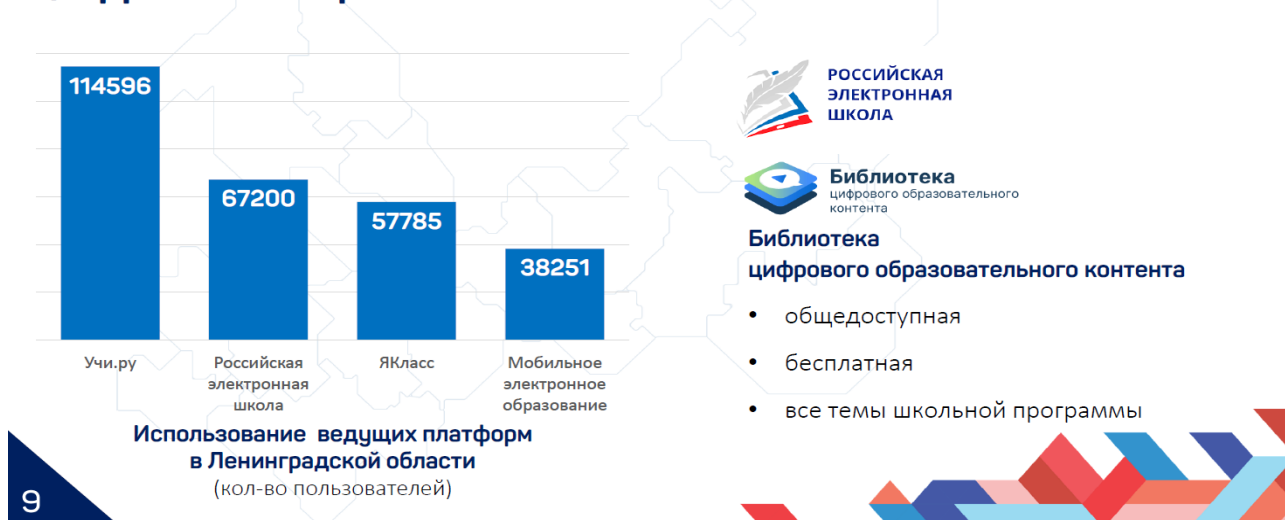 114596
67200
57785
38251
Учи.ру
Российская
электронная
школа
ЯКласс
Мобильное
электронное
образование
Использование ведущих платформ
в Ленинградской области
(кол-во пользователей)
РОССИЙСКАЯ
ЭЛЕКТРОННАЯ
ШКОЛА
Библиотека
цифрового образовательного
контента
Библиотека
цифрового образовательного контента
• общедоступная
• бесплатная
• все темы школьной программы
9